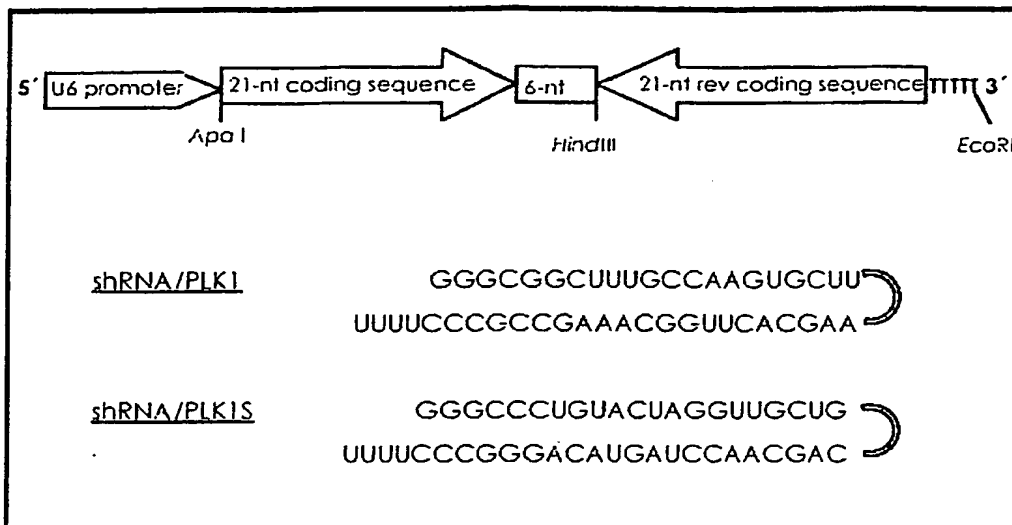 5´ U6 promoter 21-nt coding sequence 6-nt 21-nt rev coding sequence TTTTT 3´
Apa I HindIII EcoRI
shRNA/PLK1 GGGCGGCUUUGCCAAGUGCUU
UUUUCCCGCCGAAACGGUUCACGAA
shRNA/PLK1S GGGCCCUGUACUAGGUUGCUG
UUUUCCCGGGACAUGAUCCAACGAC